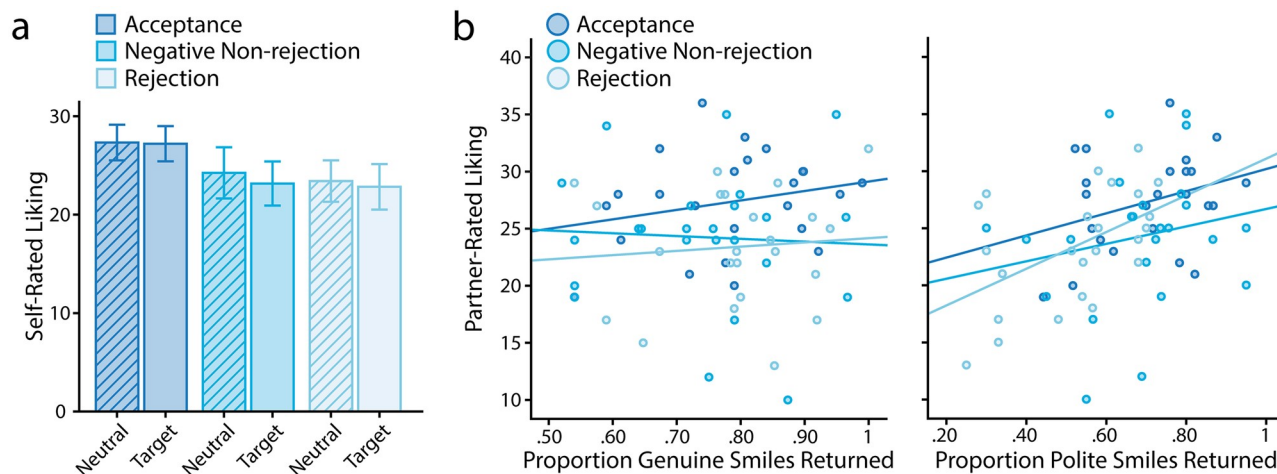 a
Acceptance
Negative Non-rejection
Rejection
Self-Rated Liking
30
20
10
0
Neutral
Target
Neutral
Target
Neutral
Target
b
Acceptance
Negative Non-rejection
Rejection
Partner-Rated Liking
40
35
30
25
20
15
10
.50
.60
.70
.80
.90
1
Proportion Genuine Smiles Returned
.20
.40
.60
.80
1
Proportion Polite Smiles Returned